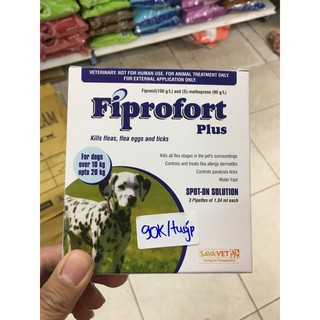 VETERINARY. NOT FOR HUMAN USE. FOR ANIMAL TREATMENT ONLY.
FOR EXTERNAL APPLICATION ONLY.
Fipronil(100 g/L) and (S)-methoprene (90 g/L)
Fiprofort
Plus
Kills fleas, flea eggs and ticks
For dogs
over 10 kg
upto 20 kg
Kills all flea stages in the pet's surroundings
Controls and treats flea allergy dermatitis
Controls paralysis ticks
Water Fast
SPOT-ON SOLUTION
3 Pipettes of 1.34 ml each
90K/tuýp
SAVAVET